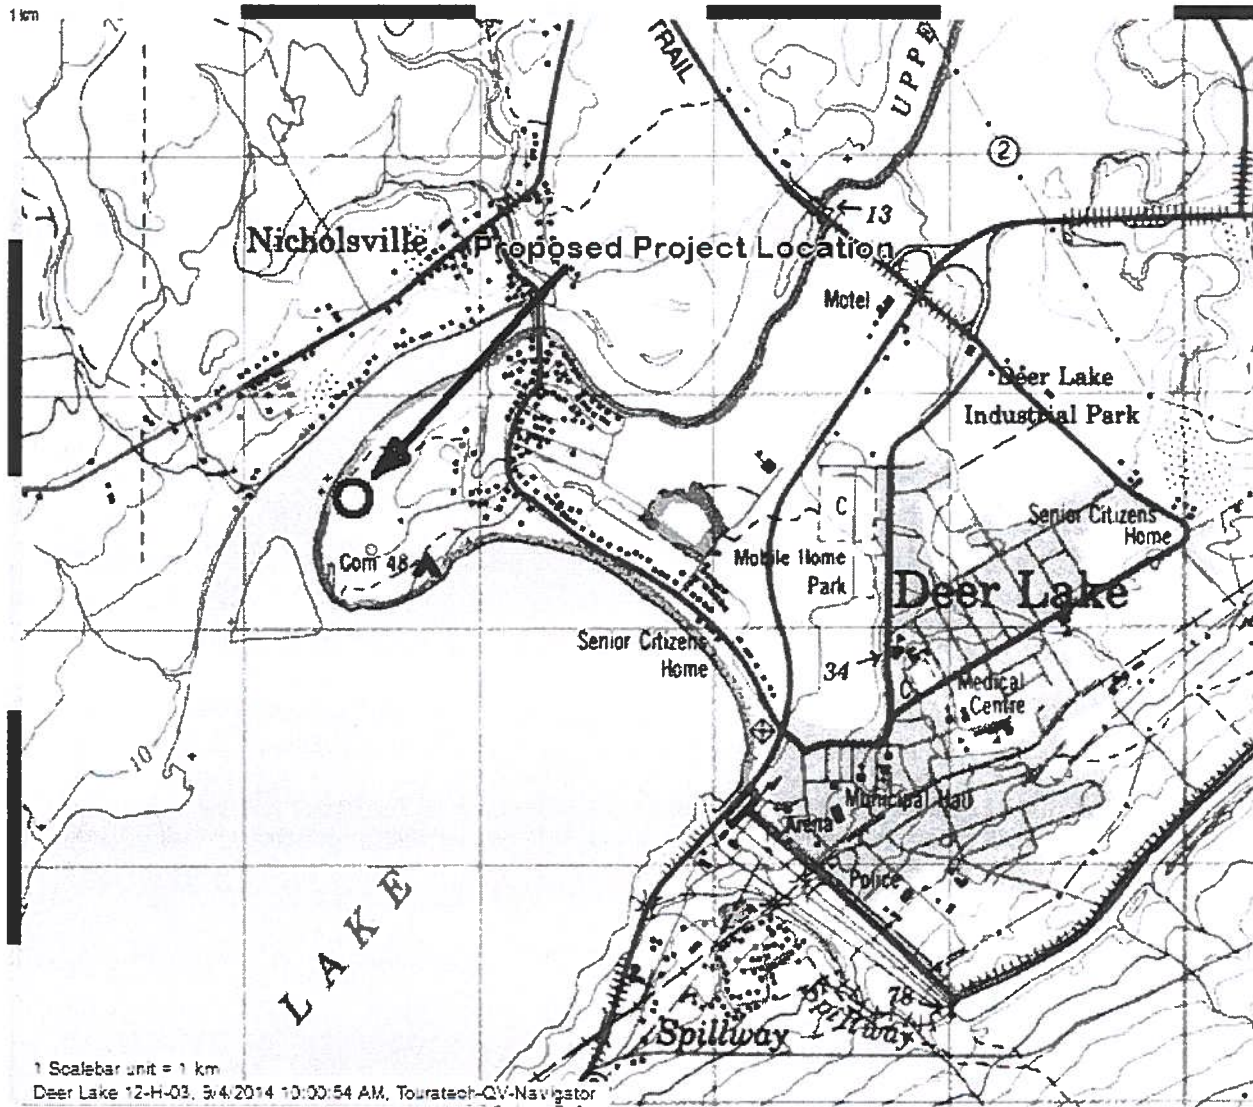 1 km
TRAIL
UPPE
2
13
Nicholsville
Proposed Project Location
Motel
Deer Lake
Industrial Park
C
Senior Citizens
Home
Mobile Home
Park
Com 48
Deer Lake
Senior Citizens
Home
34
C
Medical
Centre
10
Municipal Hall
Arena
Police
LAKE
78
Spillway
Spillway
1 Scalebar unit = 1 km
Deer Lake 12-H-03, 9/4/2014 10:00:54 AM, Touratech-QV-Navigator